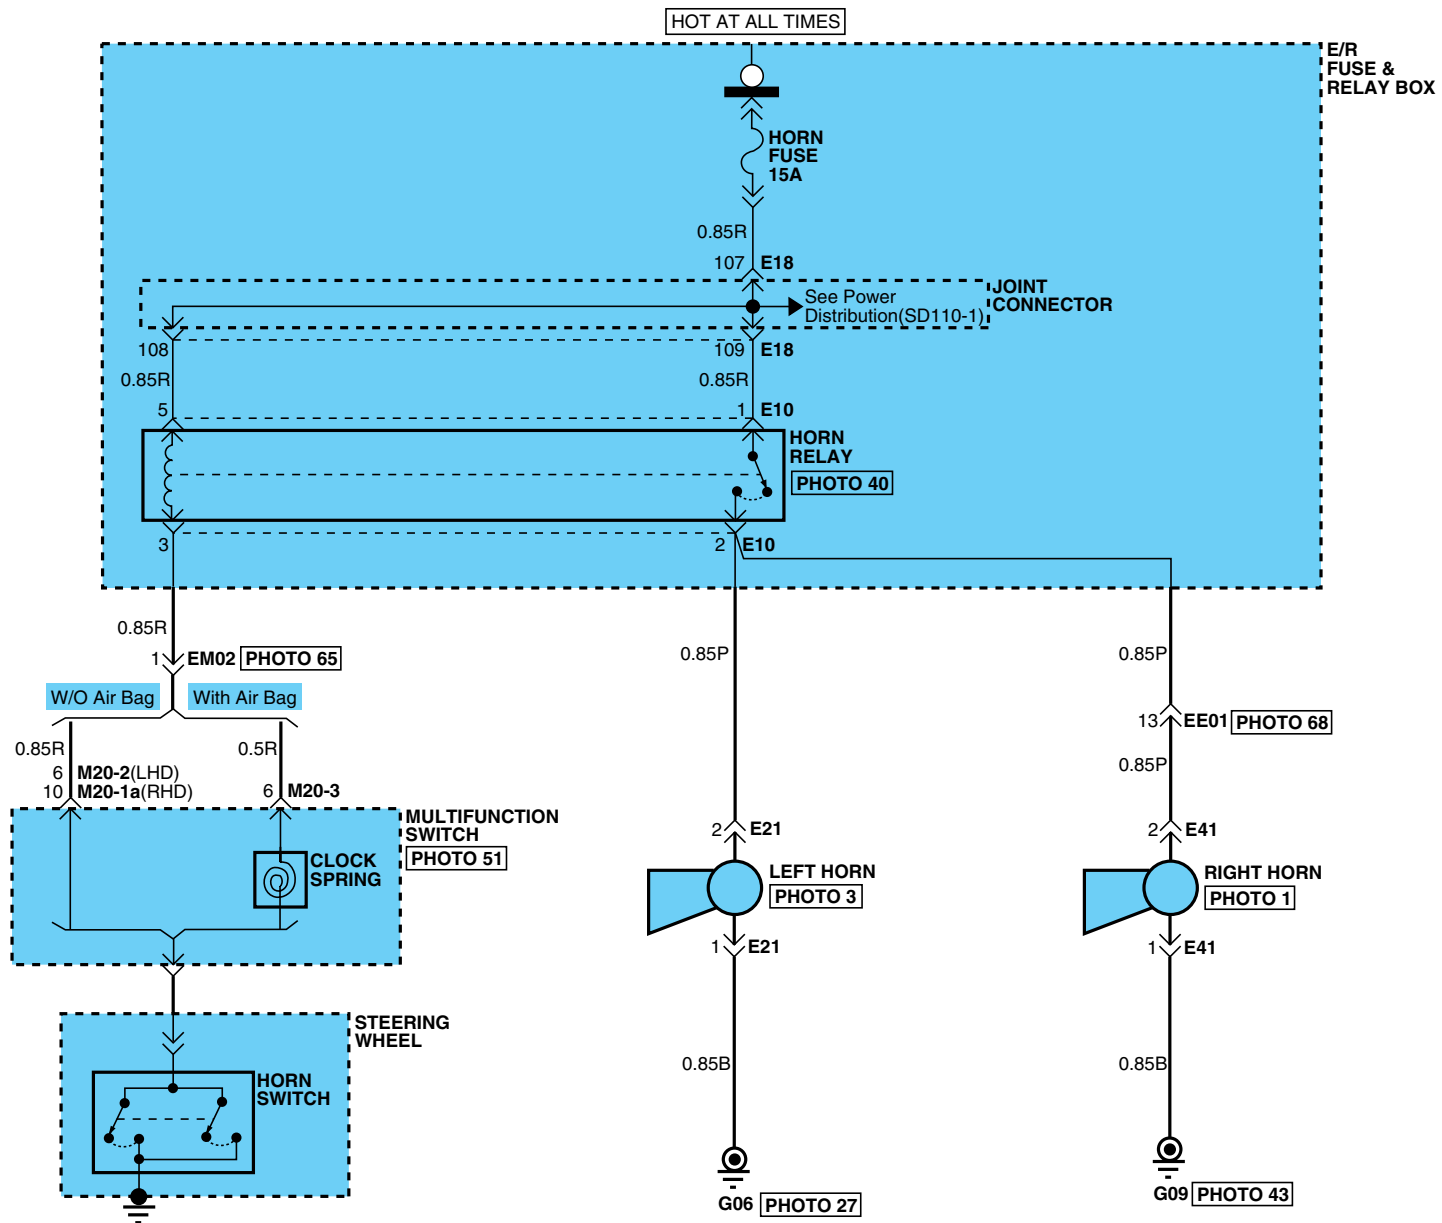 HOT AT ALL TIMES
E/R
FUSE &
RELAY BOX
HORN
FUSE
15A
0.85R
107 E18
JOINT
CONNECTOR
See Power
Distribution(SD110-1)
108
109 E18
0.85R
0.85R
5
1 E10
HORN
RELAY
PHOTO 40
3
2 E10
0.85R
1 EM02 PHOTO 65
W/O Air Bag
With Air Bag
0.85R
0.5R
6 M20-2(LHD)
10 M20-1a(RHD)
6 M20-3
MULTIFUNCTION
SWITCH
PHOTO 51
CLOCK
SPRING
STEERING
WHEEL
HORN
SWITCH
0.85P
2 E21
LEFT HORN
PHOTO 3
1 E21
0.85B
G06 PHOTO 27
0.85P
13 EE01 PHOTO 68
0.85P
2 E41
RIGHT HORN
PHOTO 1
1 E41
0.85B
G09 PHOTO 43